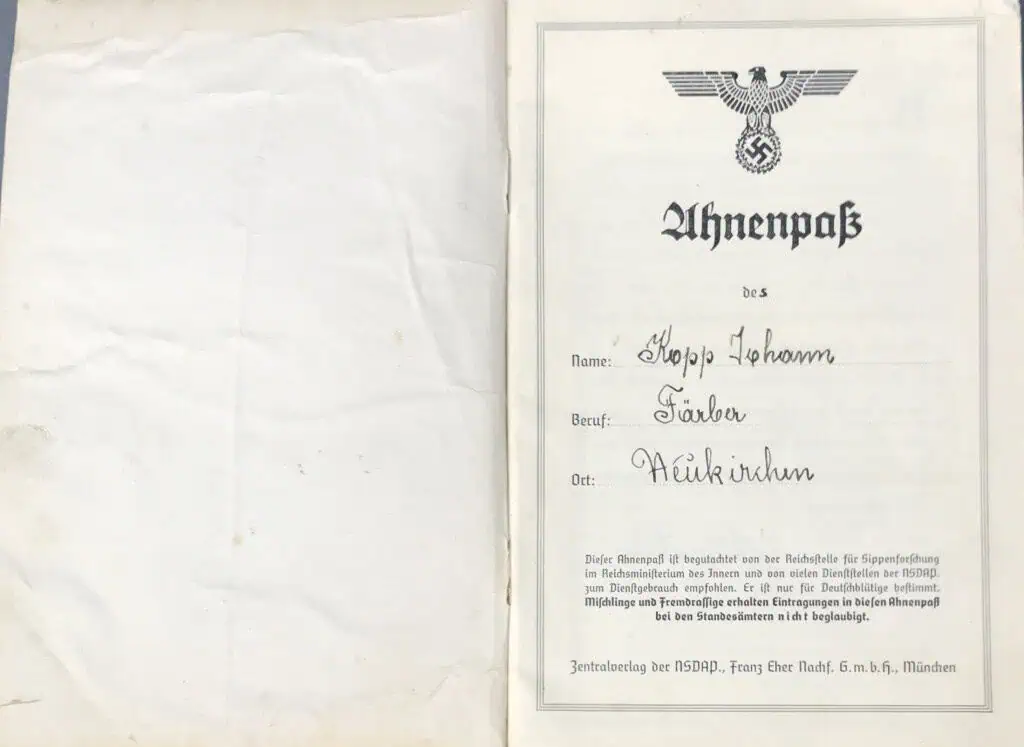 Ahnenpaß
des
Name: Kopp Johann
Beruf: Färber
Ort: Neukirchen
Dieser Ahnenpaß ist begutachtet von der Reichsstelle für Sippenforschung
im Reichsministerium des Innern und von vielen Dienststellen der NSDAP.
zum Dienstgebrauch empfohlen. Er ist nur für Deutschblütige bestimmt.
Mischlinge und Fremdrassige erhalten Eintragungen in diesen Ahnenpaß
bei den Standesämtern nicht beglaubigt.
Zentralverlag der NSDAP., Franz Eher Nachf. G.m.b.H., München